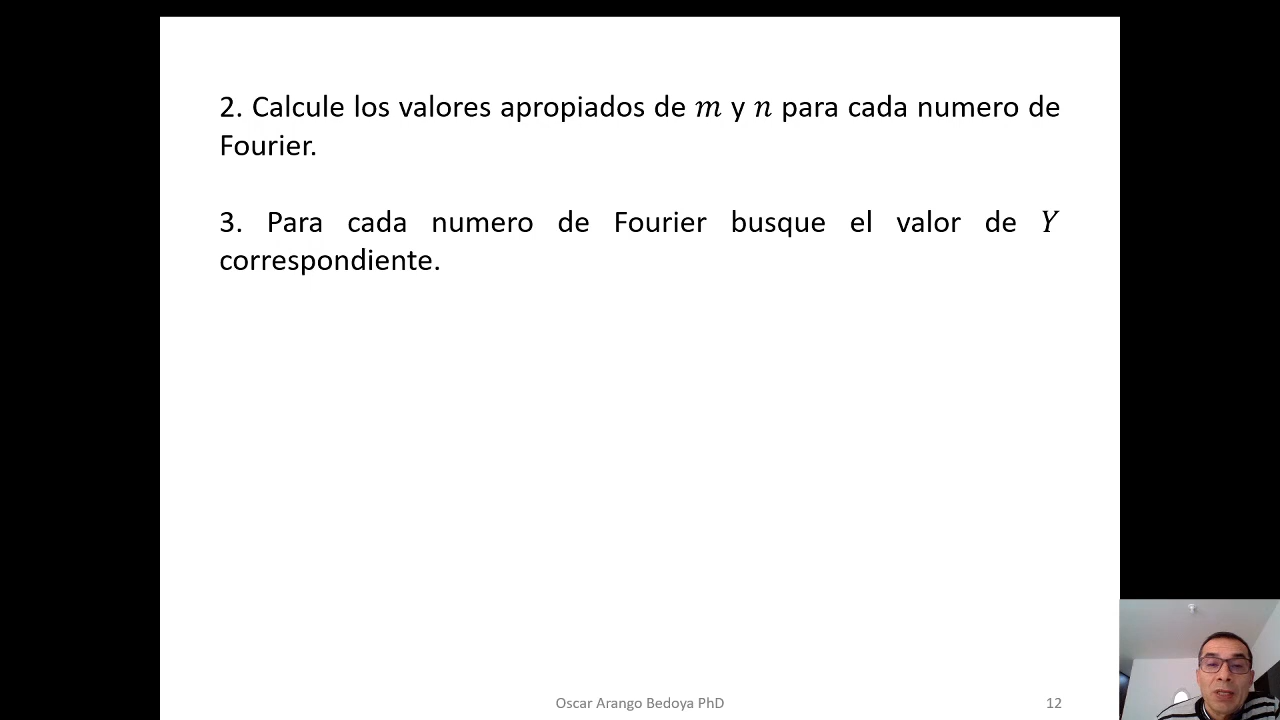 2. Calcule los valores apropiados de m y n para cada numero de
Fourier.
3. Para cada numero de Fourier busque el valor de Y
correspondiente.
Oscar Arango Bedoya PhD
12